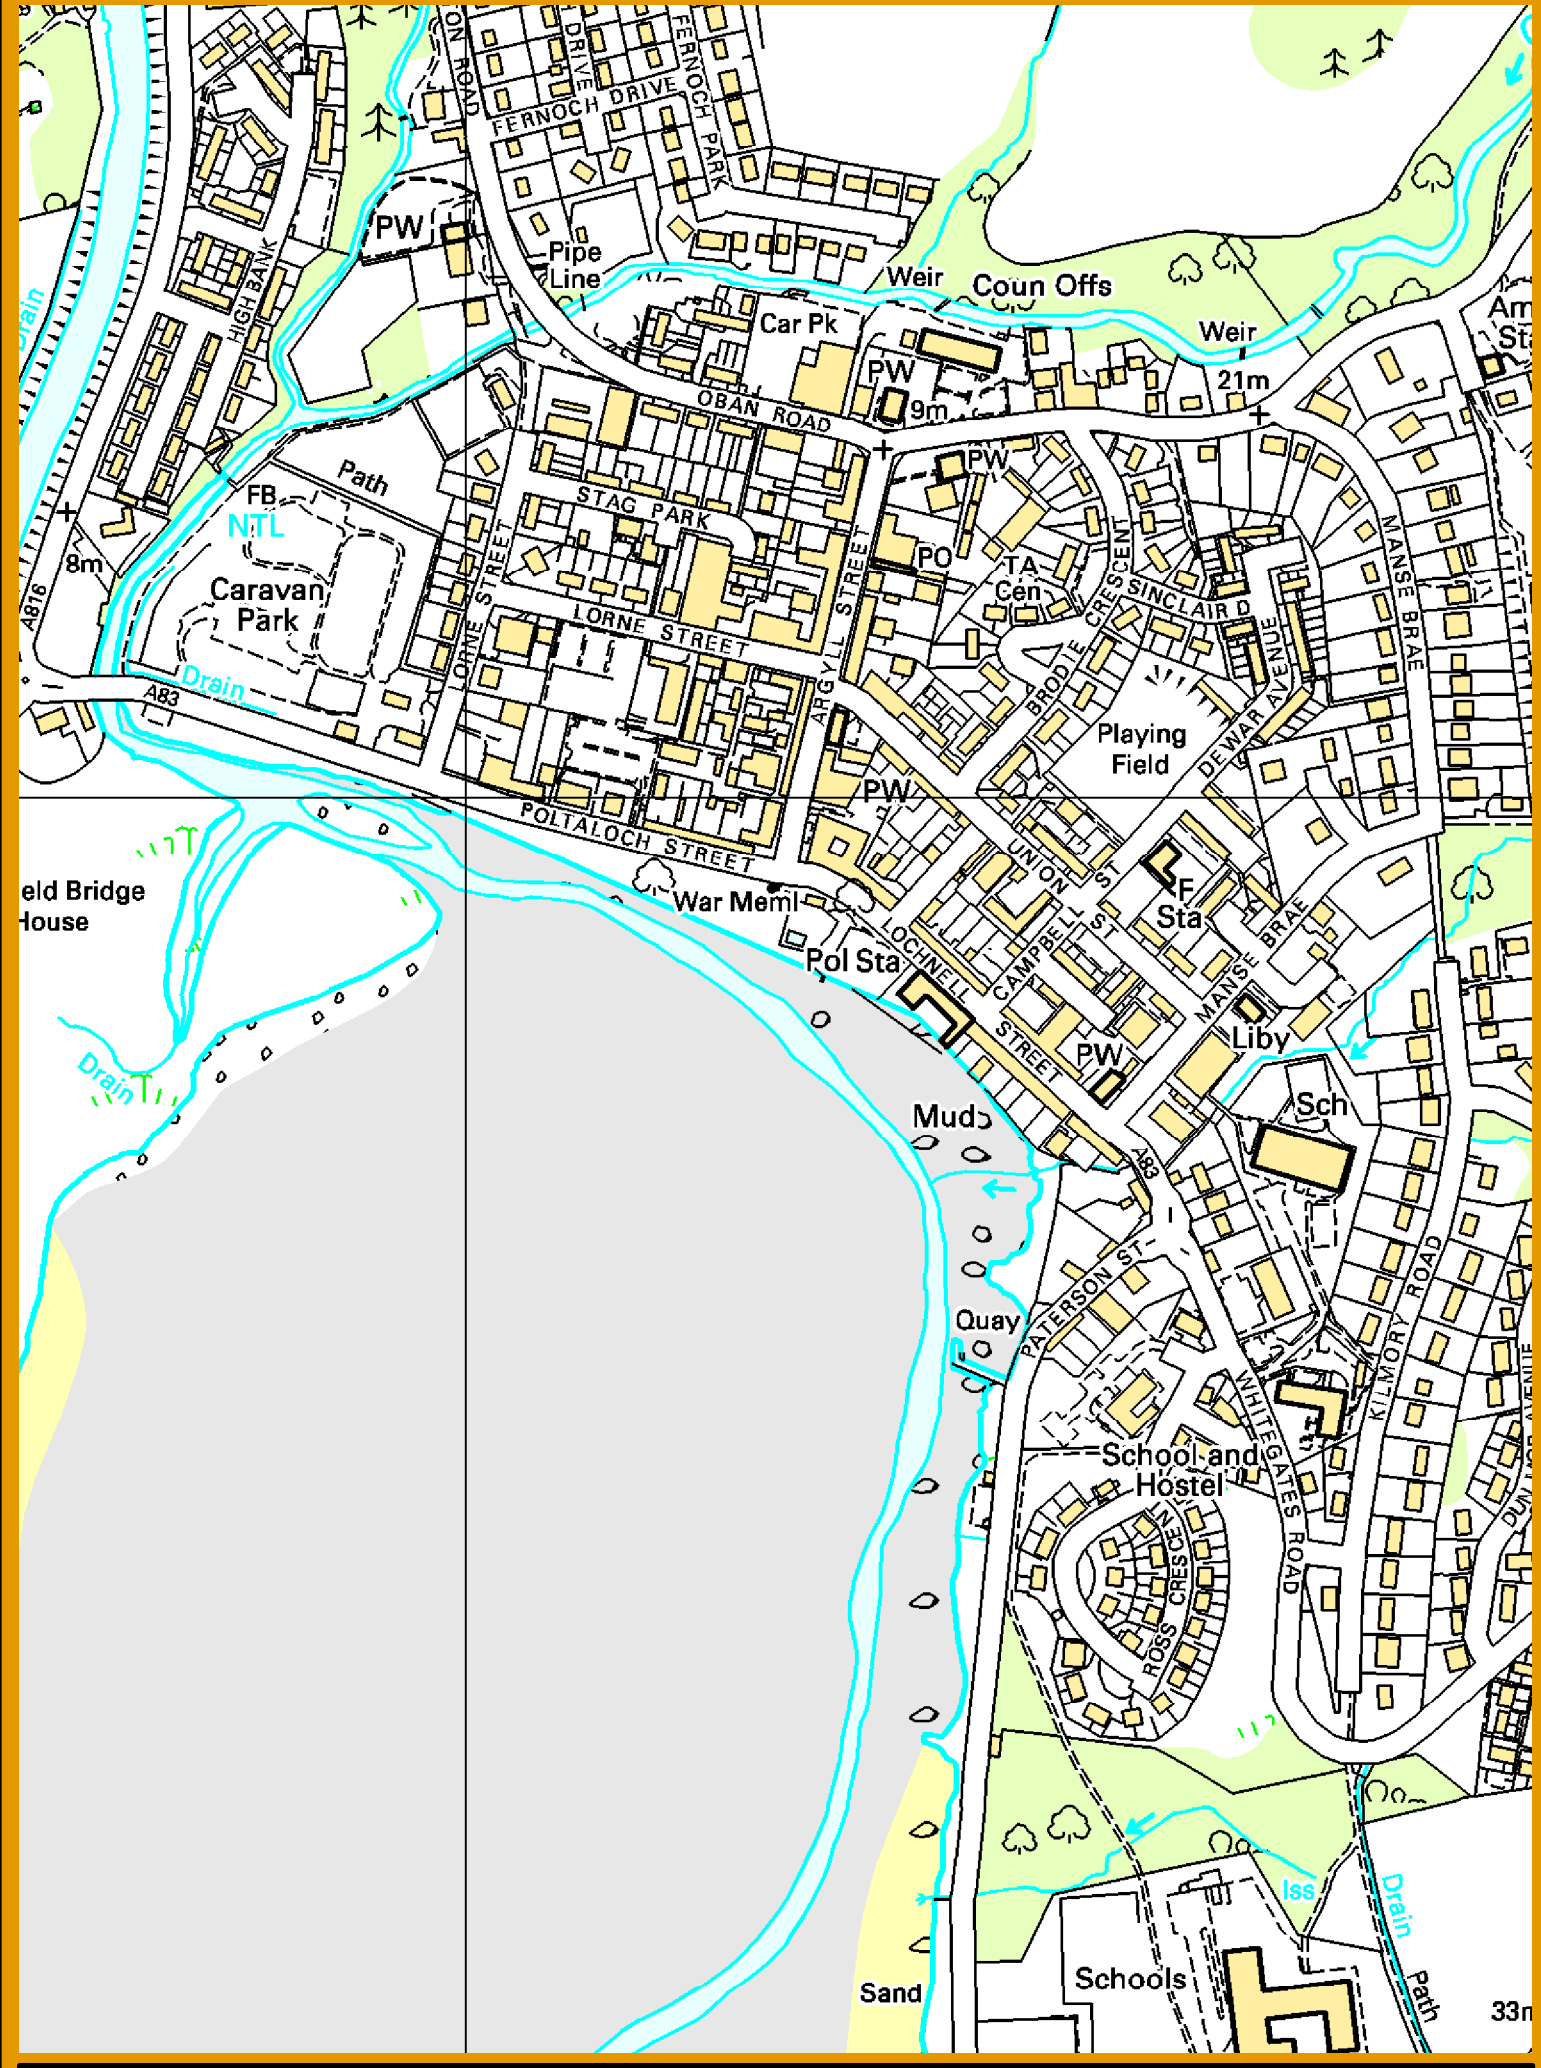 ON ROAD
DRIVE
FERNOCH PARK
FERNOCH DRIVE
PW
Pipe
Line
HIGH BANK
Drain
Weir
Coun Offs
Car Pk
Weir
PW
21m
OBAN ROAD
9m
PW
Path
FB
NTL
STAG PARK
8m
A816
Caravan
Park
LORNE STREET
LORNE STREET
ARGYLL STREET
PO
TA
Cen
BRODIE CRESCENT
SINCLAIR D
MANSE BRAE
Drain
A83
DEWAR AVENUE
Playing
Field
PW
POLTALOCH STREET
UNION
ST
eld Bridge
House
War Meml
F
Sta
LOCHNELL
STREET
CAMPBELL ST
MANSE BRAE
Pol Sta
PW
Liby
Drain
Mud
Sch
A83
PATERSON ST
KILMORY ROAD
Quay
WHITEGATES ROAD
School and
Hostel
ROSS CRESCEN
AVENUE
Iss
Drain
Schools
Path
Sand